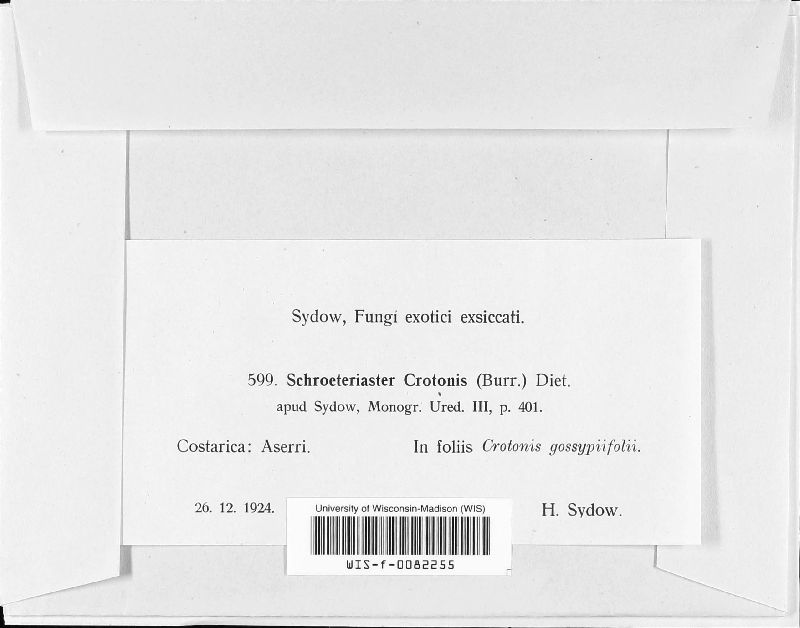 Sydow, Fungi exotici exsiccati.
599. Schroeteriaster Crotonis (Burr.) Diet.
apud Sydow, Monogr. Ured. III, p. 401.
Costarica: Aserri. In foliis Crotonis gossypiifolii.
26. 12. 1924. H. Sydow.
University of Wisconsin-Madison (WIS)
WIS-f-0082255